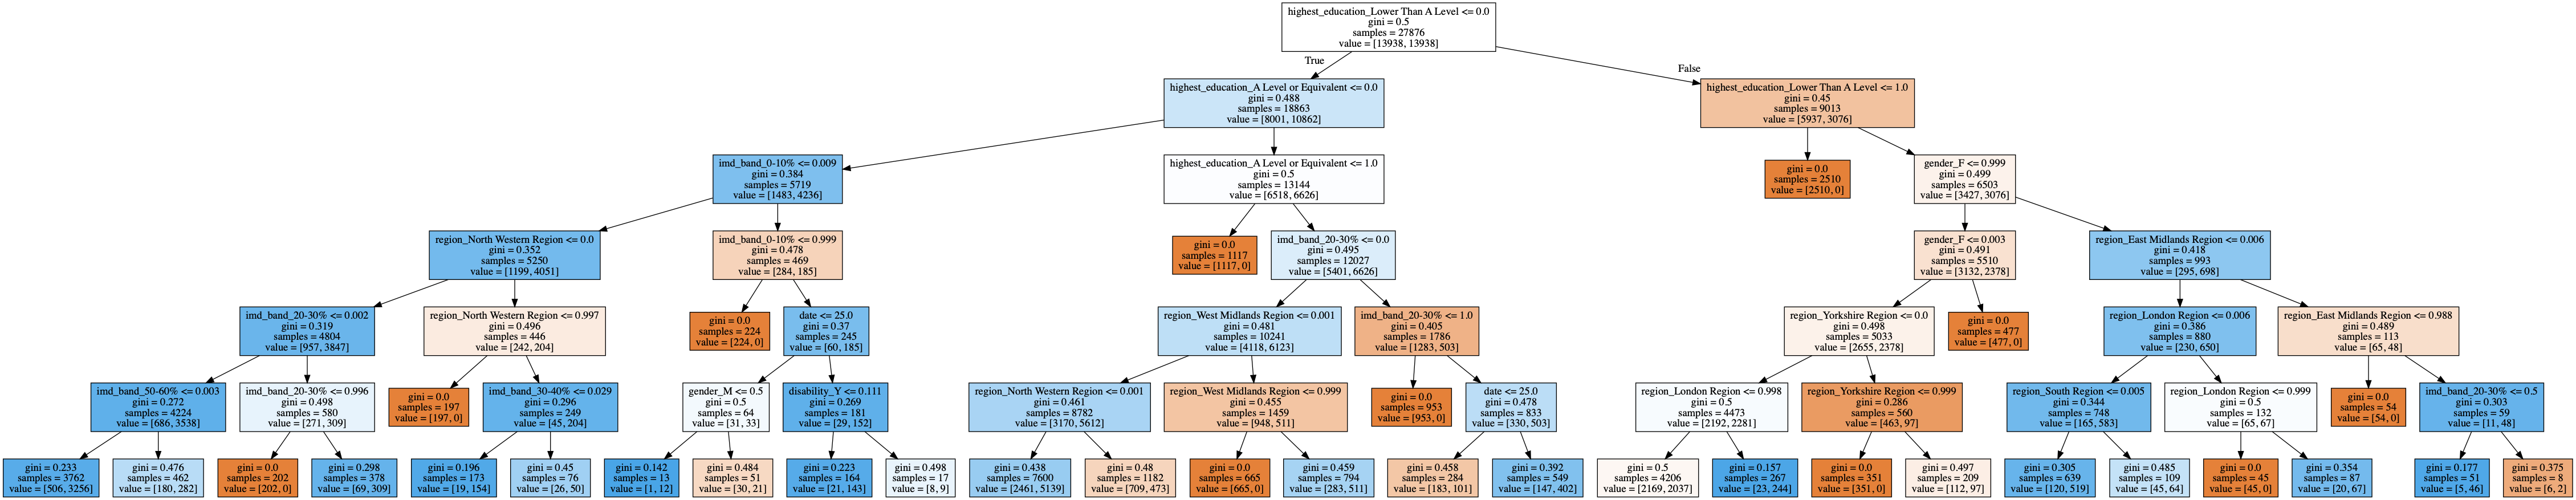 highest_education_Lower Than A Level <= 0.0
gini = 0.5
samples = 27876
value = [13938, 13938]
True
False
highest_education_A Level or Equivalent <= 0.0
gini = 0.488
samples = 18863
value = [8001, 10862]
highest_education_Lower Than A Level <= 1.0
gini = 0.45
samples = 9013
value = [5937, 3076]
imd_band_0-10% <= 0.009
gini = 0.384
samples = 5719
value = [1483, 4236]
highest_education_A Level or Equivalent <= 1.0
gini = 0.5
samples = 13144
value = [6518, 6626]
gini = 0.0
samples = 2510
value = [2510, 0]
gender_F <= 0.999
gini = 0.499
samples = 6503
value = [3427, 3076]
region_North Western Region <= 0.0
gini = 0.352
samples = 5250
value = [1199, 4051]
imd_band_0-10% <= 0.999
gini = 0.478
samples = 469
value = [284, 185]
gini = 0.0
samples = 1117
value = [1117, 0]
imd_band_20-30% <= 0.0
gini = 0.495
samples = 12027
value = [5401, 6626]
gender_F <= 0.003
gini = 0.491
samples = 5510
value = [3132, 2378]
region_East Midlands Region <= 0.006
gini = 0.418
samples = 993
value = [295, 698]
imd_band_20-30% <= 0.002
gini = 0.319
samples = 4804
value = [957, 3847]
region_North Western Region <= 0.997
gini = 0.496
samples = 446
value = [242, 204]
gini = 0.0
samples = 224
value = [224, 0]
date <= 25.0
gini = 0.37
samples = 245
value = [60, 185]
region_West Midlands Region <= 0.001
gini = 0.481
samples = 10241
value = [4118, 6123]
imd_band_20-30% <= 1.0
gini = 0.405
samples = 1786
value = [1283, 503]
region_Yorkshire Region <= 0.0
gini = 0.498
samples = 5033
value = [2655, 2378]
gini = 0.0
samples = 477
value = [477, 0]
region_London Region <= 0.006
gini = 0.386
samples = 880
value = [230, 650]
region_East Midlands Region <= 0.988
gini = 0.489
samples = 113
value = [65, 48]
imd_band_50-60% <= 0.003
gini = 0.272
samples = 4224
value = [686, 3538]
imd_band_20-30% <= 0.996
gini = 0.498
samples = 580
value = [271, 309]
gini = 0.0
samples = 197
value = [197, 0]
imd_band_30-40% <= 0.029
gini = 0.296
samples = 249
value = [45, 204]
gender_M <= 0.5
gini = 0.5
samples = 64
value = [31, 33]
disability_Y <= 0.111
gini = 0.269
samples = 181
value = [29, 152]
region_North Western Region <= 0.001
gini = 0.461
samples = 8782
value = [3170, 5612]
region_West Midlands Region <= 0.999
gini = 0.455
samples = 1459
value = [948, 511]
gini = 0.0
samples = 953
value = [953, 0]
date <= 25.0
gini = 0.478
samples = 833
value = [330, 503]
region_London Region <= 0.998
gini = 0.5
samples = 4473
value = [2192, 2281]
region_Yorkshire Region <= 0.999
gini = 0.286
samples = 560
value = [463, 97]
region_South Region <= 0.005
gini = 0.344
samples = 748
value = [165, 583]
region_London Region <= 0.999
gini = 0.5
samples = 132
value = [65, 67]
gini = 0.0
samples = 54
value = [54, 0]
imd_band_20-30% <= 0.5
gini = 0.303
samples = 59
value = [11, 48]
gini = 0.233
samples = 3762
value = [506, 3256]
gini = 0.476
samples = 462
value = [180, 282]
gini = 0.0
samples = 202
value = [202, 0]
gini = 0.298
samples = 378
value = [69, 309]
gini = 0.196
samples = 173
value = [19, 154]
gini = 0.45
samples = 76
value = [26, 50]
gini = 0.142
samples = 13
value = [1, 12]
gini = 0.484
samples = 51
value = [30, 21]
gini = 0.223
samples = 164
value = [21, 143]
gini = 0.498
samples = 17
value = [8, 9]
gini = 0.438
samples = 7600
value = [2461, 5139]
gini = 0.48
samples = 1182
value = [709, 473]
gini = 0.0
samples = 665
value = [665, 0]
gini = 0.459
samples = 794
value = [283, 511]
gini = 0.458
samples = 284
value = [183, 101]
gini = 0.392
samples = 549
value = [147, 402]
gini = 0.5
samples = 4206
value = [2169, 2037]
gini = 0.157
samples = 267
value = [23, 244]
gini = 0.0
samples = 351
value = [351, 0]
gini = 0.497
samples = 209
value = [112, 97]
gini = 0.305
samples = 639
value = [120, 519]
gini = 0.485
samples = 109
value = [45, 64]
gini = 0.0
samples = 45
value = [45, 0]
gini = 0.354
samples = 87
value = [20, 67]
gini = 0.177
samples = 51
value = [5, 46]
gini = 0.375
samples = 8
value = [6, 2]